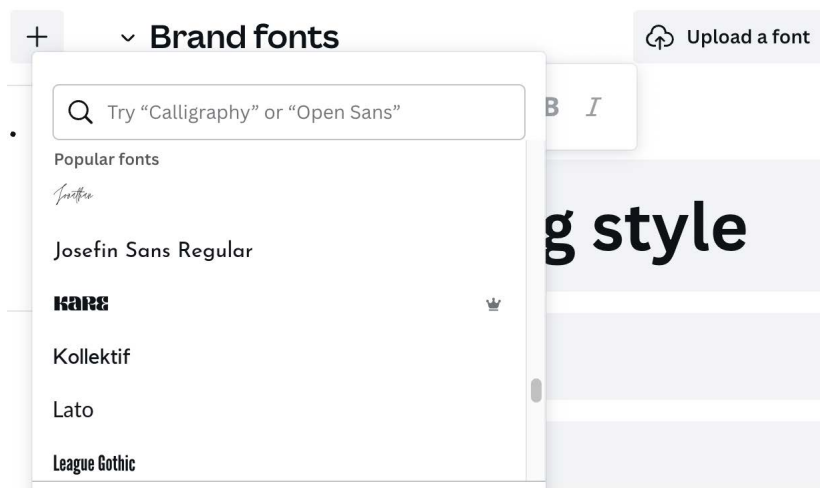 Brand fonts
Upload a font
Try “Calligraphy” or “Open Sans”
B I
Popular fonts
Jonathan
g style
Josefin Sans Regular
KARE
Kollektif
Lato
League Gothic